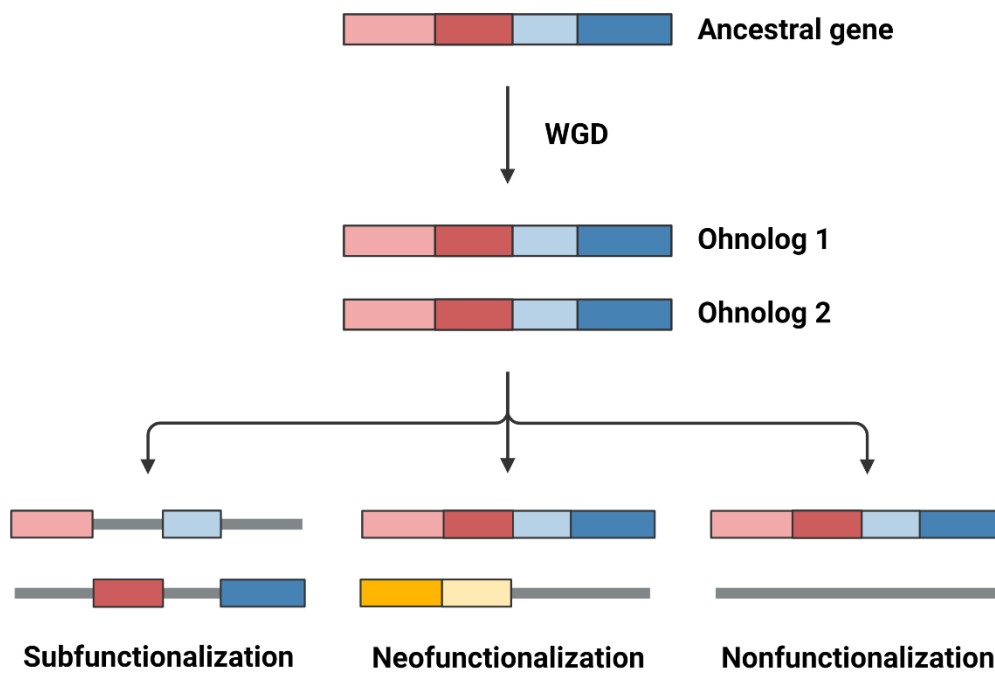 Ancestral gene
WGD
Ohnolog 1
Ohnolog 2
Subfunctionalization
Neofunctionalization
Nonfunctionalization